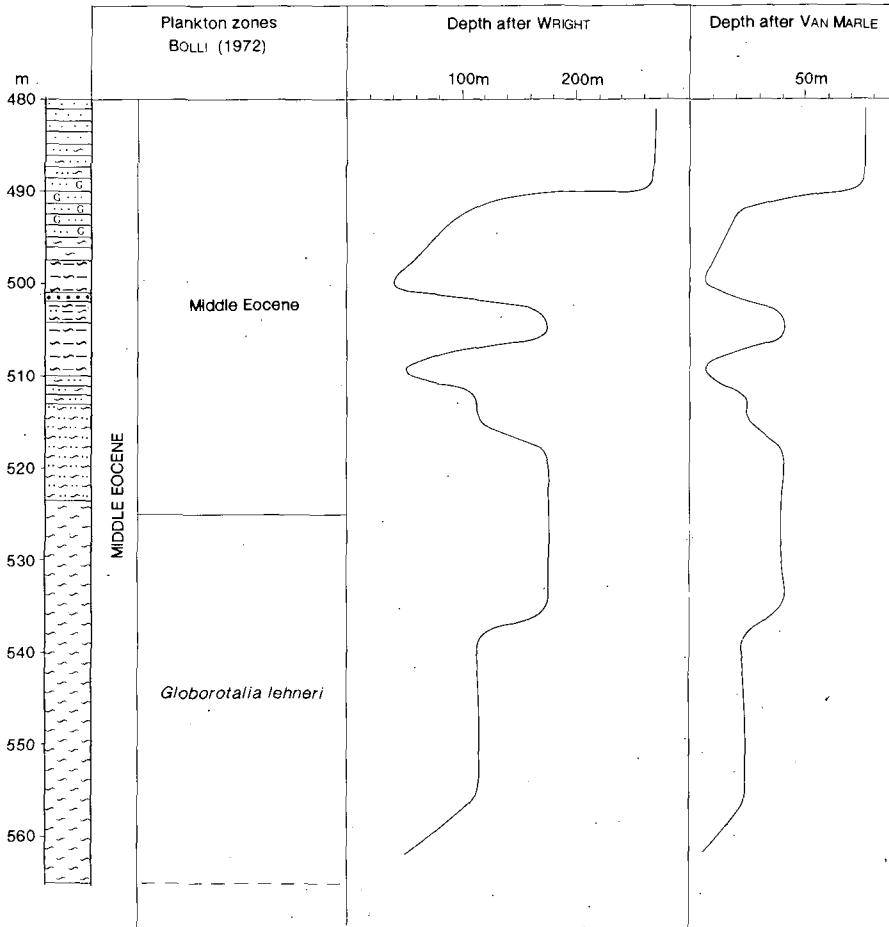 Plankton zones
BOLLI (1972)
Depth after WRIGHT
Depth after VAN MARLE
m
100m
200m
50m
480
490
500
510
520
530
540
550
560
G
G
G
G
G
G
MIDDLE EOCENE
Middle Eocene
Globorotalia lehneri